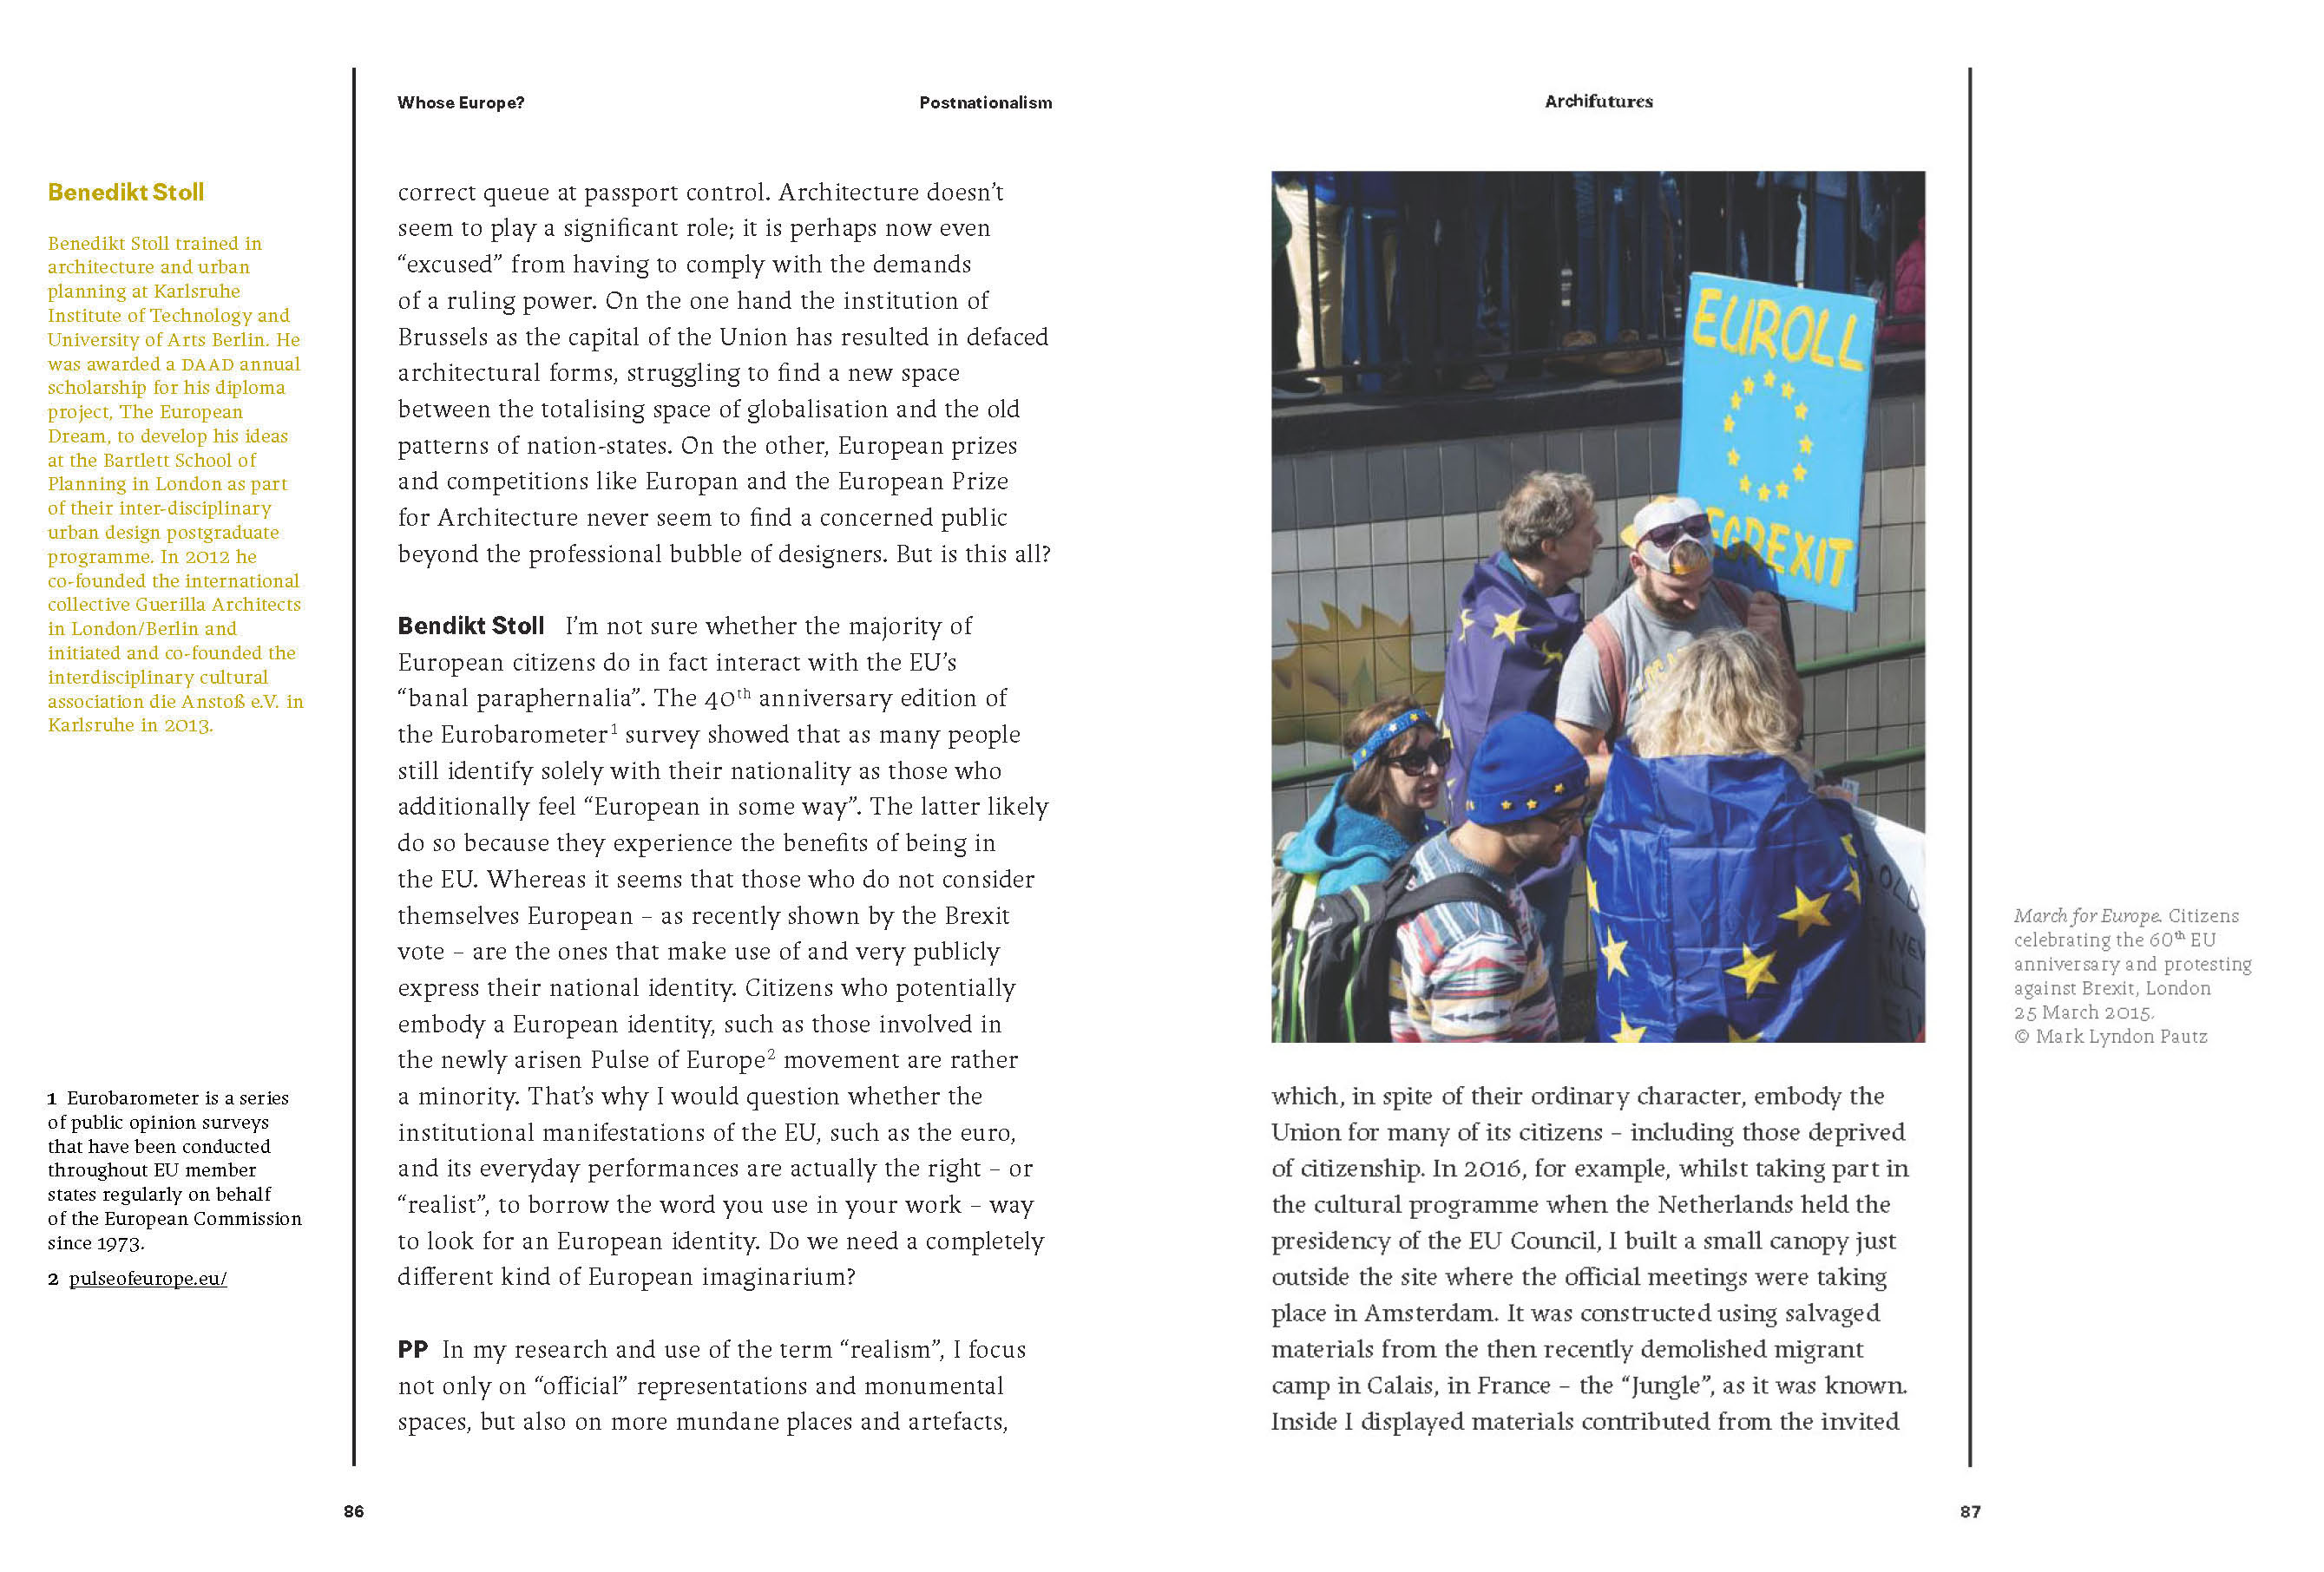 Whose Europe?
Postnationalism
Benedikt Stoll
Benedikt Stoll trained in
architecture and urban
planning at Karlsruhe
Institute of Technology and
University of Arts Berlin. He
was awarded a DAAD annual
scholarship for his diploma
project, The European
Dream, to develop his ideas
at the Bartlett School of
Planning in London as part
of their inter-disciplinary
urban design postgraduate
programme. In 2012 he
co-founded the international
collective Guerilla Architects
in London/Berlin and
initiated and co-founded the
interdisciplinary cultural
association die Anstoß e.V. in
Karlsruhe in 2013.
1 Eurobarometer is a series
of public opinion surveys
that have been conducted
throughout EU member
states regularly on behalf
of the European Commission
since 1973.
2 pulseofeurope.eu/
correct queue at passport control. Architecture doesn’t
seem to play a significant role; it is perhaps now even
“excused” from having to comply with the demands
of a ruling power. On the one hand the institution of
Brussels as the capital of the Union has resulted in defaced
architectural forms, struggling to find a new space
between the totalising space of globalisation and the old
patterns of nation-states. On the other, European prizes
and competitions like Europan and the European Prize
for Architecture never seem to find a concerned public
beyond the professional bubble of designers. But is this all?
Bendikt Stoll I’m not sure whether the majority of
European citizens do in fact interact with the EU’s
“banal paraphernalia”. The 40th anniversary edition of
the Eurobarometer1 survey showed that as many people
still identify solely with their nationality as those who
additionally feel “European in some way”. The latter likely
do so because they experience the benefits of being in
the EU. Whereas it seems that those who do not consider
themselves European – as recently shown by the Brexit
vote – are the ones that make use of and very publicly
express their national identity. Citizens who potentially
embody a European identity, such as those involved in
the newly arisen Pulse of Europe2 movement are rather
a minority. That’s why I would question whether the
institutional manifestations of the EU, such as the euro,
and its everyday performances are actually the right – or
“realist”, to borrow the word you use in your work – way
to look for an European identity. Do we need a completely
different kind of European imaginarium?
PP In my research and use of the term “realism”, I focus
not only on “official” representations and monumental
spaces, but also on more mundane places and artefacts,
86
Archifutures
EUROLL
OLD
NEW
March for Europe. Citizens
celebrating the 60th EU
anniversary and protesting
against Brexit, London
25 March 2015.
© Mark Lyndon Pautz
which, in spite of their ordinary character, embody the
Union for many of its citizens – including those deprived
of citizenship. In 2016, for example, whilst taking part in
the cultural programme when the Netherlands held the
presidency of the EU Council, I built a small canopy just
outside the site where the official meetings were taking
place in Amsterdam. It was constructed using salvaged
materials from the then recently demolished migrant
camp in Calais, in France – the “Jungle”, as it was known.
Inside I displayed materials contributed from the invited
87